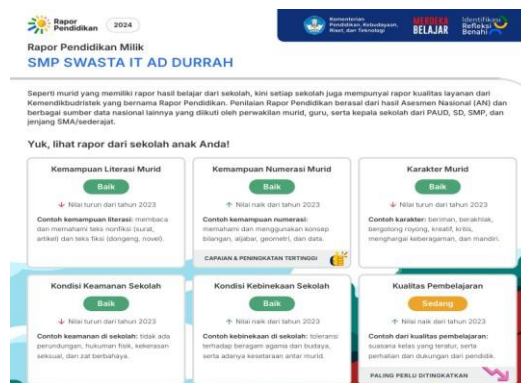 Rapor
Pendidikan
2024
Kementerian
Pendidikan, Kebudayaan,
Riset, dan Teknologi
MERDEKA
BELAJAR
Identifikasi
Refleksi
Benahi
Rapor Pendidikan Milik
SMP SWASTA IT AD DURRAH
Seperti murid yang memiliki rapor hasil belajar dari sekolah, kini setiap sekolah juga mempunyai rapor kualitas layanan dari
Kemendikbudristek yang bernama Rapor Pendidikan. Penilaian Rapor Pendidikan berasal dari hasil Asesmen Nasional (AN) dan
berbagai sumber data nasional lainnya yang diikuti oleh perwakilan murid, guru, serta kepala sekolah dari PAUD, SD, SMP, dan
jenjang SMA/sederajat.
Yuk, lihat rapor dari sekolah anak Anda!
Kemampuan Literasi Murid
Baik
Nilai turun dari tahun 2023
Contoh kemampuan literasi: membaca
dan memahami teks nonfiksi (surat,
artikel) dan teks fiksi (dongeng, novel).
Kemampuan Numerasi Murid
Baik
Nilai naik dari tahun 2023
Contoh kemampuan numerasi:
memahami dan menggunakan konsep
bilangan, aljabar, geometri, dan data.
CAPAIAN & PENINGKATAN TERTINGGI
Karakter Murid
Baik
Nilai turun dari tahun 2023
Contoh karakter: beriman, berakhlak,
bergotong royong, kreatif, kritis,
menghargai keberagaman, dan mandiri.
Kondisi Keamanan Sekolah
Baik
Nilai turun dari tahun 2023
Contoh keamanan di sekolah: tidak ada
perundungan, hukuman fisik, kekerasan
seksual, dan zat berbahaya.
Kondisi Kebinekaan Sekolah
Baik
Nilai naik dari tahun 2023
Contoh kebinekaan di sekolah: toleransi
terhadap beragam agama dan budaya,
serta adanya kesetaraan antar murid.
Kualitas Pembelajaran
Sedang
Nilai naik dari tahun 2023
Contoh dari kualitas pembelajaran:
suasana kelas yang teratur, serta
perhatian dan dukungan dari pendidik.
PALING PERLU DITINGKATKAN